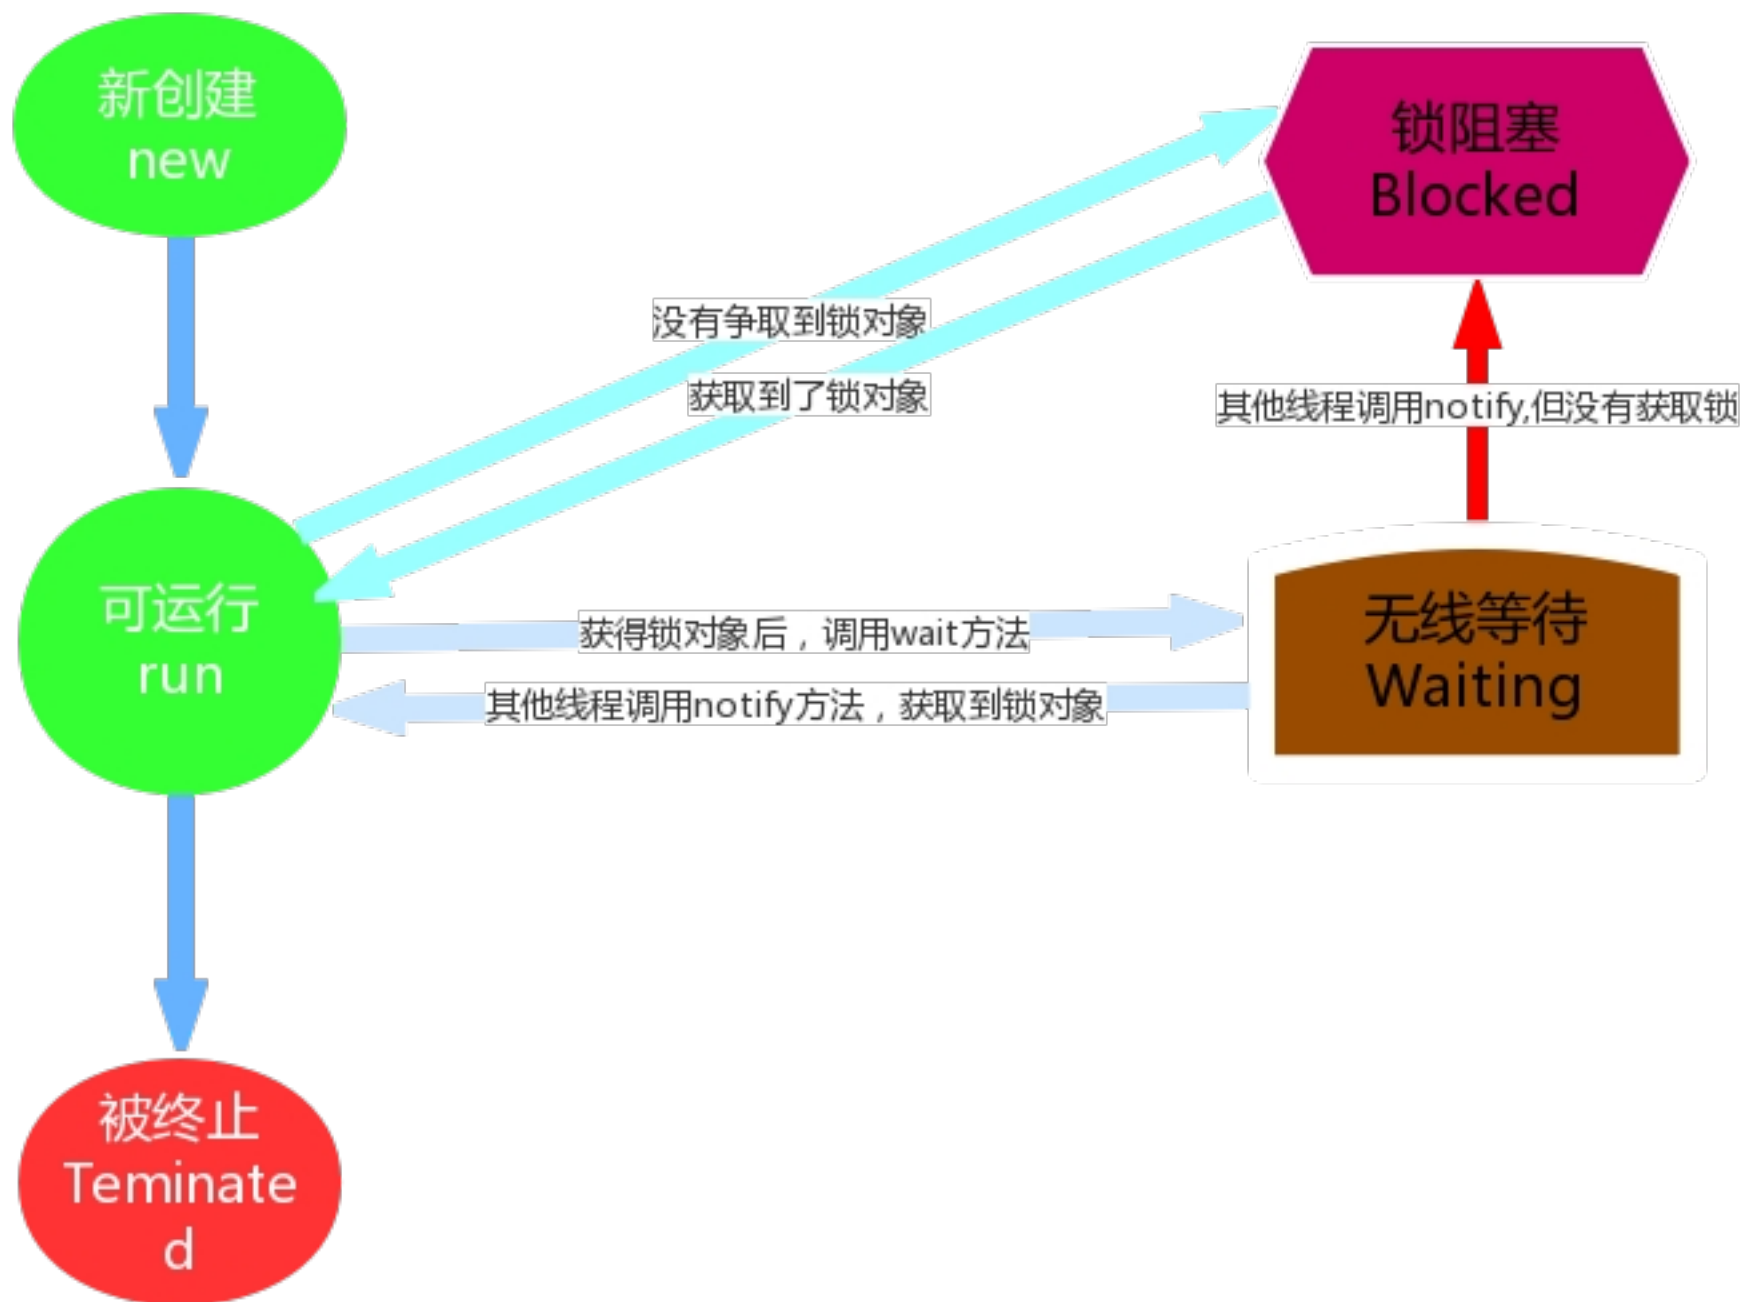 新创建
new
锁阻塞
Blocked
没有争取到锁对象
获取到了锁对象
其他线程调用notify,但没有获取锁
可运行
run
获得锁对象后，调用wait方法
其他线程调用notify方法，获取到锁对象
无线等待
Waiting
被终止
Teminate
d